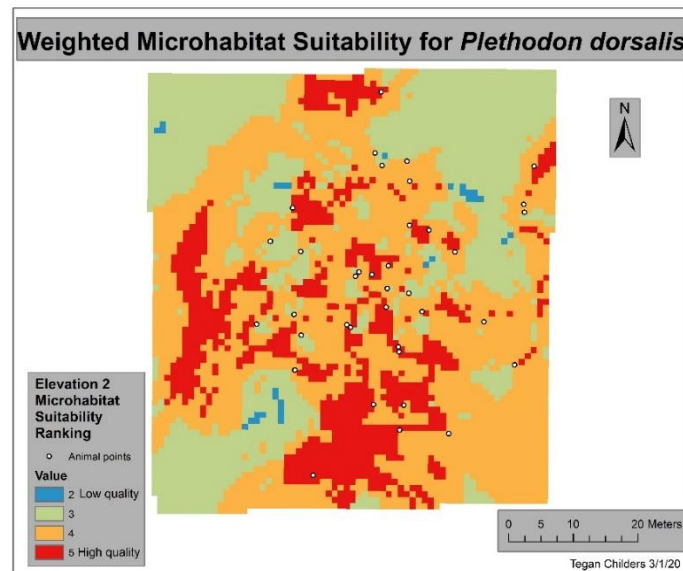 Weighted Microhabitat Suitability for Plethodon dorsalis
N
Elevation 2
Microhabitat
Suitability
Ranking
Animal points
Value
2 Low quality
3
4
5 High quality
0 5 10 20 Meters
Tegan Childers 3/1/20